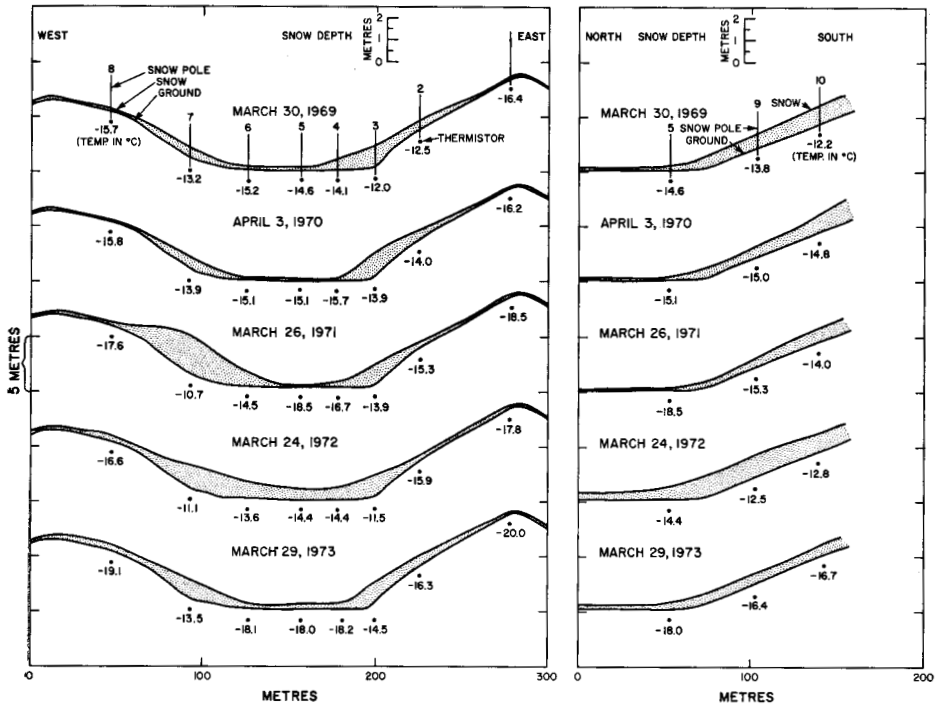 WEST SNOW DEPTH METRES 2 1 0 EAST
8 SNOW POLE
SNOW
GROUND
MARCH 30, 1969
-15.7
(TEMP. IN °C)
7 6 5 4 3 2
THERMISTOR
-16.4
-12.5
-13.2 -15.2 -14.6 -14.1 -12.0
APRIL 3, 1970
-15.8 -16.2
-14.0
-13.9 -15.1 -15.1 -15.7 -13.9
MARCH 26, 1971
-17.6 -18.5
5 METRES
-15.3
-10.7 -14.5 -18.5 -16.7 -13.9
MARCH 24, 1972
-16.6 -17.8
-15.9
-11.1 -13.6 -14.4 -14.4 -11.5
MARCH 29, 1973
-19.1 -20.0
-16.3
-13.5 -18.1 -18.0 -18.2 -14.5
0 100 200 300
METRES
NORTH SNOW DEPTH METRES 2 1 0 SOUTH
MARCH 30, 1969
10
9
SNOW
5 SNOW POLE
GROUND
-12.2
(TEMP. IN °C)
-13.8
-14.6
APRIL 3, 1970
-14.8
-15.0
-15.1
MARCH 26, 1971
-14.0
-15.3
-18.5
MARCH 24, 1972
-12.8
-12.5
-14.4
MARCH 29, 1973
-16.7
-16.4
-18.0
0 100 200
METRES